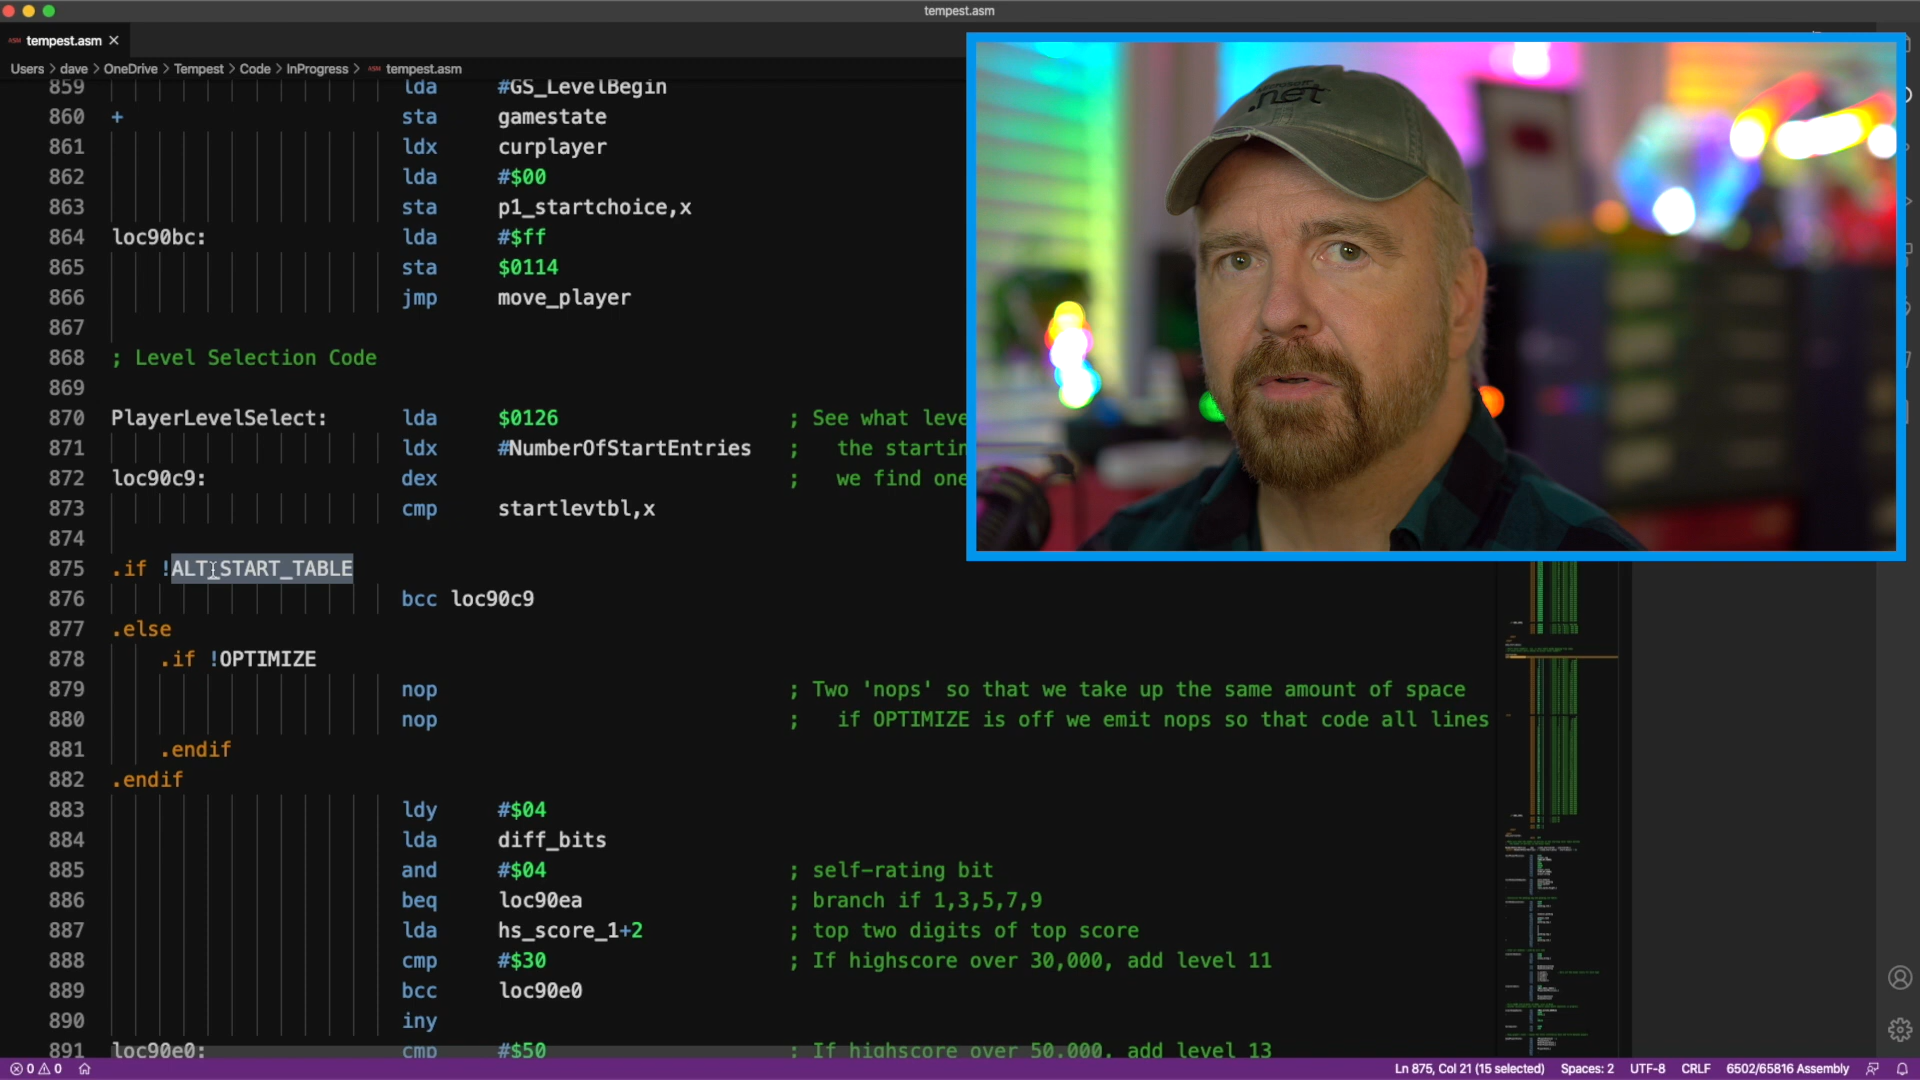 tempest.asm
ASM tempest.asm ×
Users > dave > OneDrive > Tempest > Code > InProgress > ASM tempest.asm
859 lda #GS_LevelBegin
860 + sta gamestate
861 ldx curplayer
862 lda #$00
863 sta p1_startchoice,x
864 loc90bc: lda #$ff
865 sta $0114
866 jmp move_player
867
868 ; Level Selection Code
869
870 PlayerLevelSelect: lda $0126 ; See what leve
871 ldx #NumberOfStartEntries ; the startin
872 loc90c9: dex ; we find one
873 cmp startlevtbl,x
874
875 .if !ALT_START_TABLE
876 bcc loc90c9
877 .else
878 .if !OPTIMIZE
879 nop ; Two 'nops' so that we take up the same amount of space
880 nop ; if OPTIMIZE is off we emit nops so that code all lines
881 .endif
882 .endif
883 ldy #$04
884 lda diff_bits
885 and #$04 ; self-rating bit
886 beq loc90ea ; branch if 1,3,5,7,9
887 lda hs_score_1+2 ; top two digits of top score
888 cmp #$30 ; If highscore over 30,000, add level 11
889 bcc loc90e0
890 iny
891 loc90e0: cmp #$50 ; If highscore over 50,000, add level 13
.net
0 0 Ln 875, Col 21 (15 selected) Spaces: 2 UTF-8 CRLF 6502/65816 Assembly